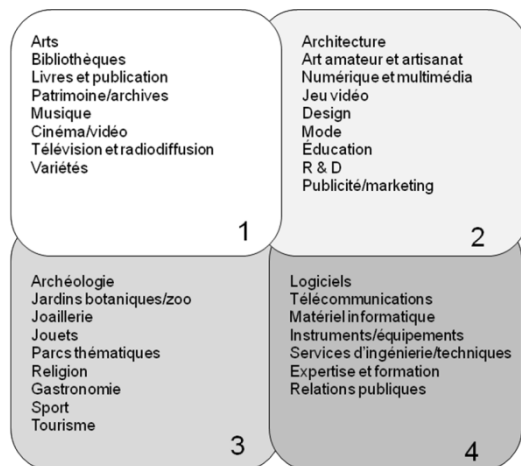 Arts
Bibliothèques
Livres et publication
Patrimoine/archives
Musique
Cinéma/vidéo
Télévision et radiodiffusion
Variétés
1
Architecture
Art amateur et artisanat
Numérique et multimédia
Jeu vidéo
Design
Mode
Éducation
R & D
Publicité/marketing
2
Archéologie
Jardins botaniques/zoo
Joaillerie
Jouets
Parcs thématiques
Religion
Gastronomie
Sport
Tourisme
3
Logiciels
Télécommunications
Matériel informatique
Instruments/équipements
Services d'ingénierie/techniques
Expertise et formation
Relations publiques
4